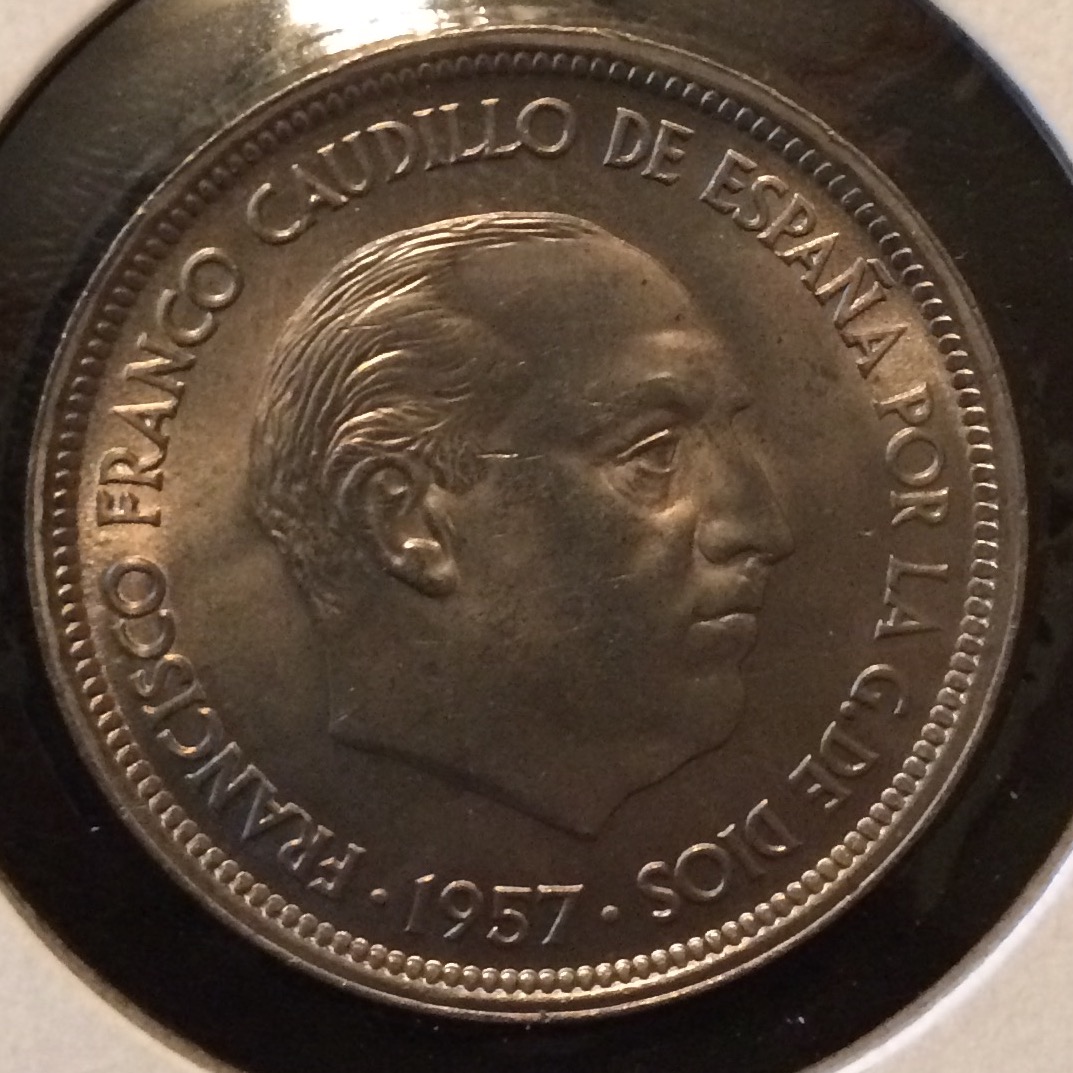 FRANCISCO FRANCO CAUDILLO DE ESPAÑA POR LA G. DE DIOS
· 1957 ·